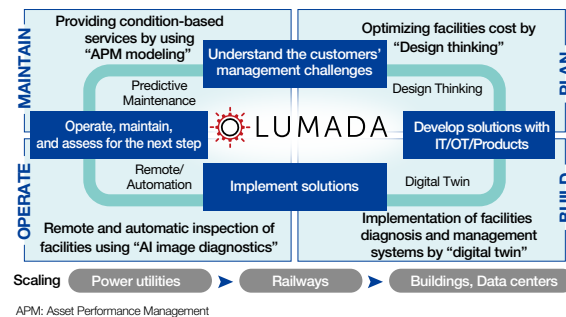 Providing condition-based
services by using
“APM modeling”
Optimizing facilities cost by
“Design thinking”
MAINTAIN
PLAN
Understand the customers’
management challenges
Predictive
Maintenance
Design Thinking
Operate, maintain,
and assess for the next step
LUMADA
Develop solutions with
IT/OT/Products
OPERATE
BUILD
Remote/
Automation
Implement solutions
Digital Twin
Remote and automatic inspection of
facilities using “AI image diagnostics”
Implementation of facilities
diagnosis and management
systems by “digital twin”
Scaling
Power utilities
Railways
Buildings, Data centers
APM: Asset Performance Management